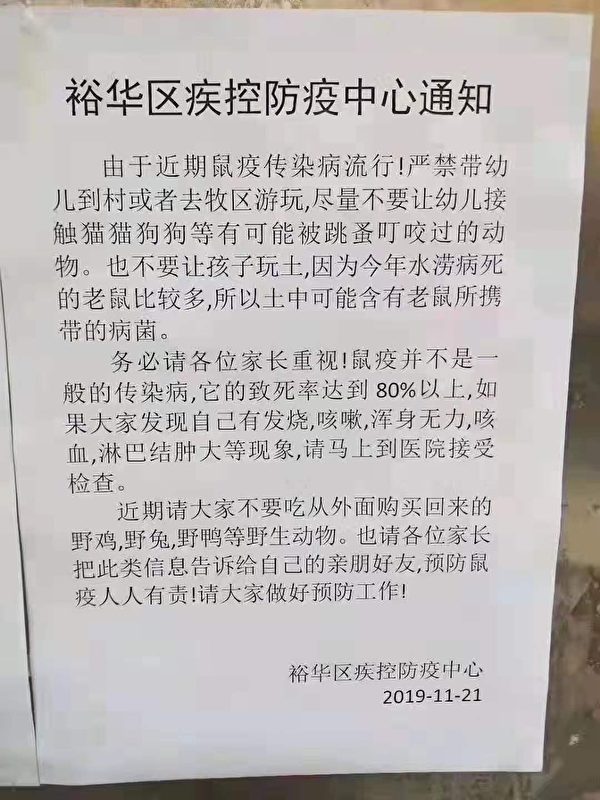 裕华区疾控防疫中心通知
由于近期鼠疫传染病流行!严禁带幼
儿到村或者去牧区游玩,尽量不要让幼儿接
触猫猫狗狗等有可能被跳蚤叮咬过的动
物。也不要让孩子玩土,因为今年水涝病死
的老鼠比较多,所以土中可能含有老鼠所携
带的病菌。
务必请各位家长重视!鼠疫并不是一
般的传染病,它的致死率达到 80%以上,如
果大家发现自己有发烧,咳嗽,浑身无力,咳
血,淋巴结肿大等现象,请马上到医院接受
检查。
近期请大家不要吃从外面购买回来的
野鸡,野兔,野鸭等野生动物。也请各位家长
把此类信息告诉给自己的亲朋好友,预防鼠
疫人人有责!请大家做好预防工作!
裕华区疾控防疫中心
2019-11-21